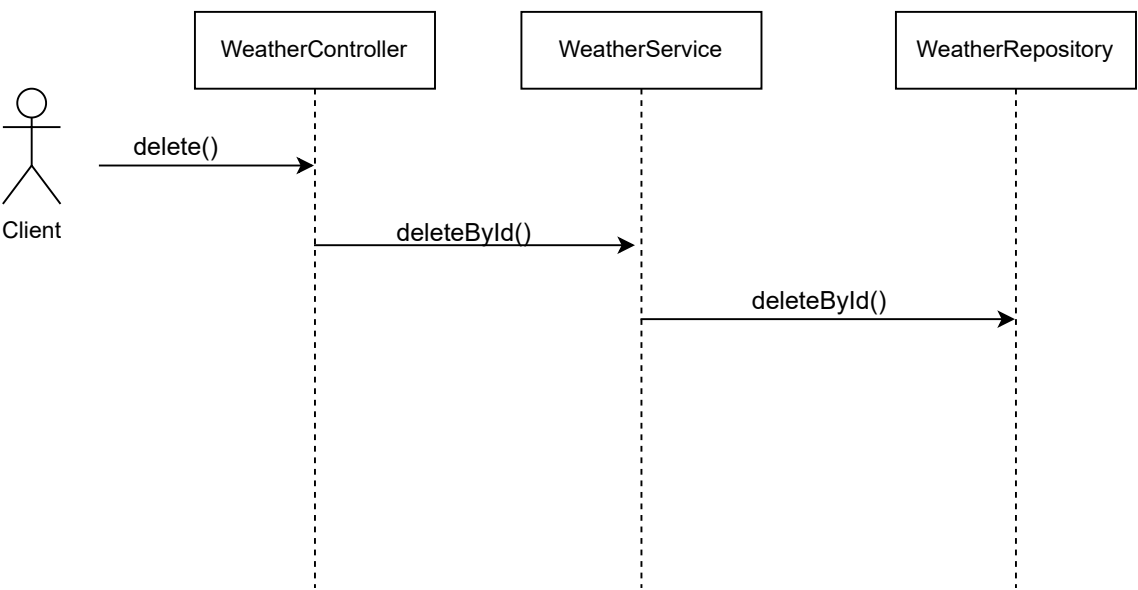 WeatherController
WeatherService
WeatherRepository
delete()
Client
deleteById()
deleteById()